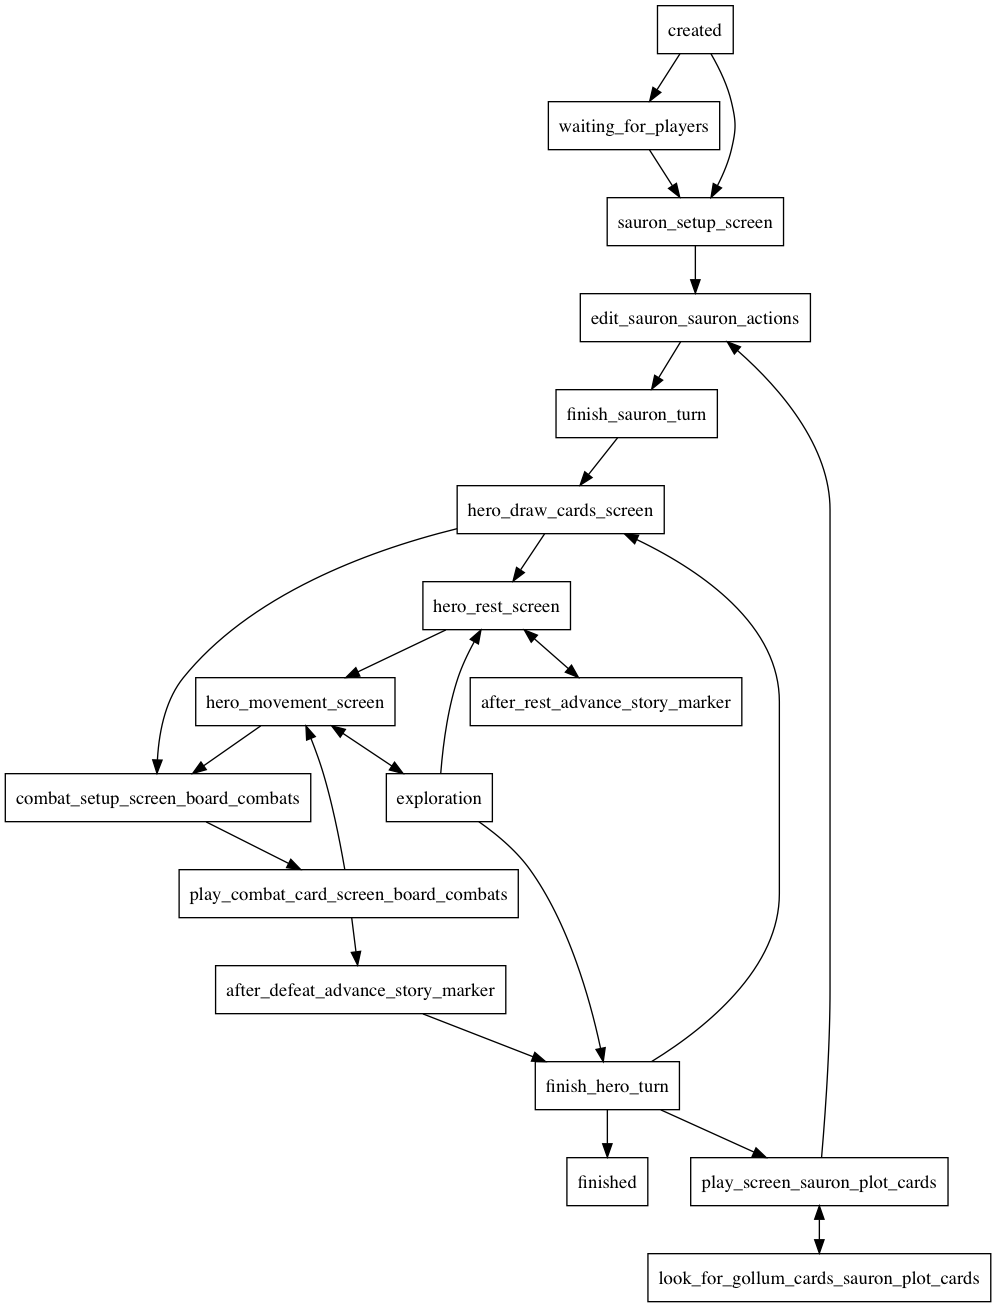 created
waiting_for_players
sauron_setup_screen
edit_sauron_sauron_actions
finish_sauron_turn
hero_draw_cards_screen
hero_rest_screen
hero_movement_screen
after_rest_advance_story_marker
combat_setup_screen_board_combats
exploration
play_combat_card_screen_board_combats
after_defeat_advance_story_marker
finish_hero_turn
finished
play_screen_sauron_plot_cards
look_for_gollum_cards_sauron_plot_cards